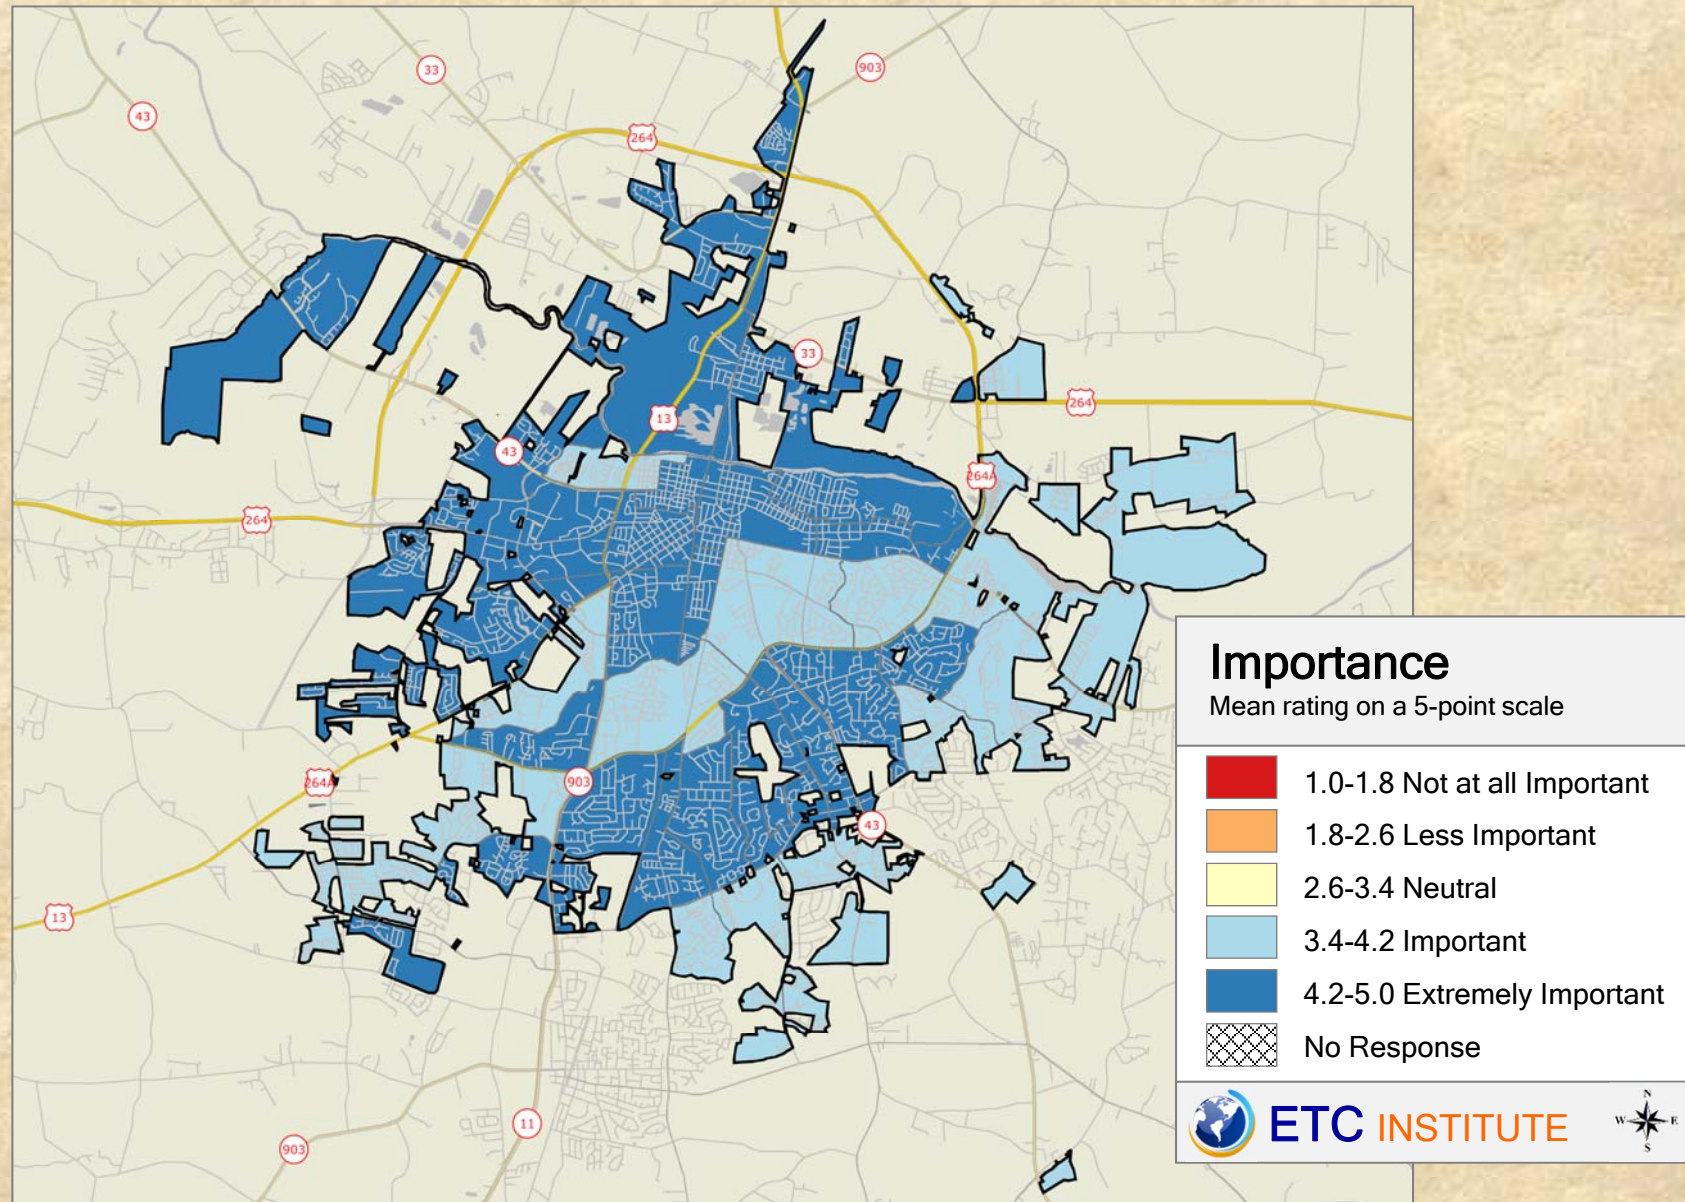 33
903
43
264
33
264
13
43
264A
264
903
264A
43
13
11
903
Importance
Mean rating on a 5-point scale
1.0-1.8 Not at all Important
1.8-2.6 Less Important
2.6-3.4 Neutral
3.4-4.2 Important
4.2-5.0 Extremely Important
No Response
ETC INSTITUTE
N
W E
S